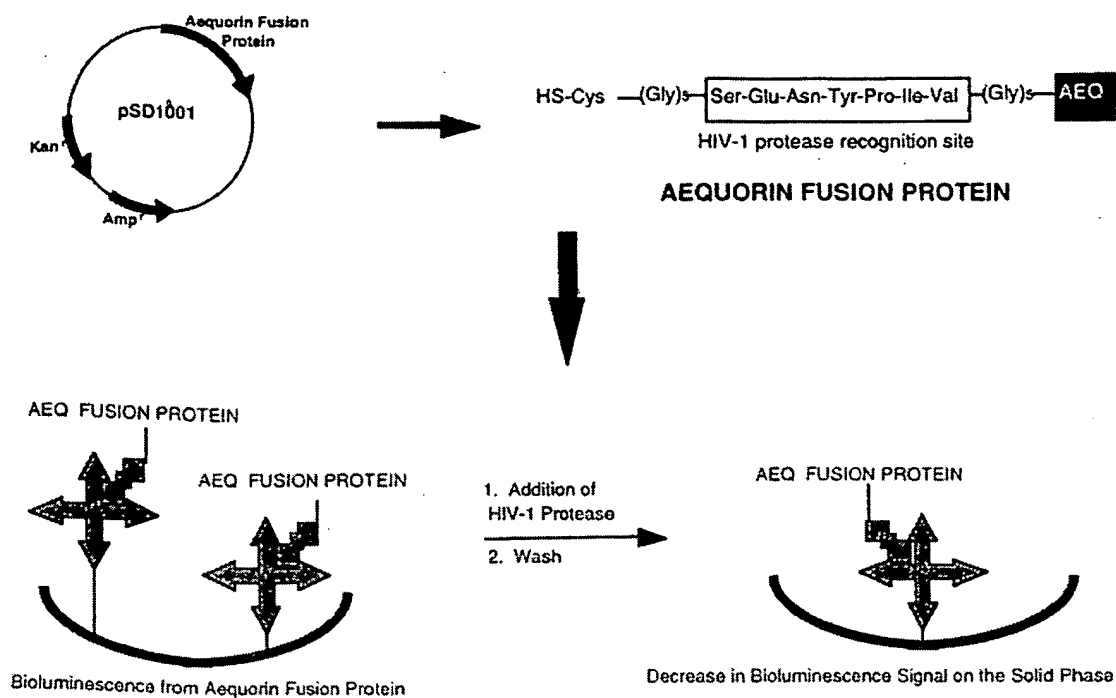 Aequorin Fusion
Protein
pSD1001
Kan r
Amp r
HS-Cys —(Gly)5— Ser-Glu-Asn-Tyr-Pro-Ile-Val —(Gly)5— AEQ
HIV-1 protease recognition site
AEQUORIN FUSION PROTEIN
AEQ FUSION PROTEIN
AEQ FUSION PROTEIN
1. Addition of
HIV-1 Protease
2. Wash
AEQ FUSION PROTEIN
Bioluminescence from Aequorin Fusion Protein
Decrease in Bioluminescence Signal on the Solid Phase